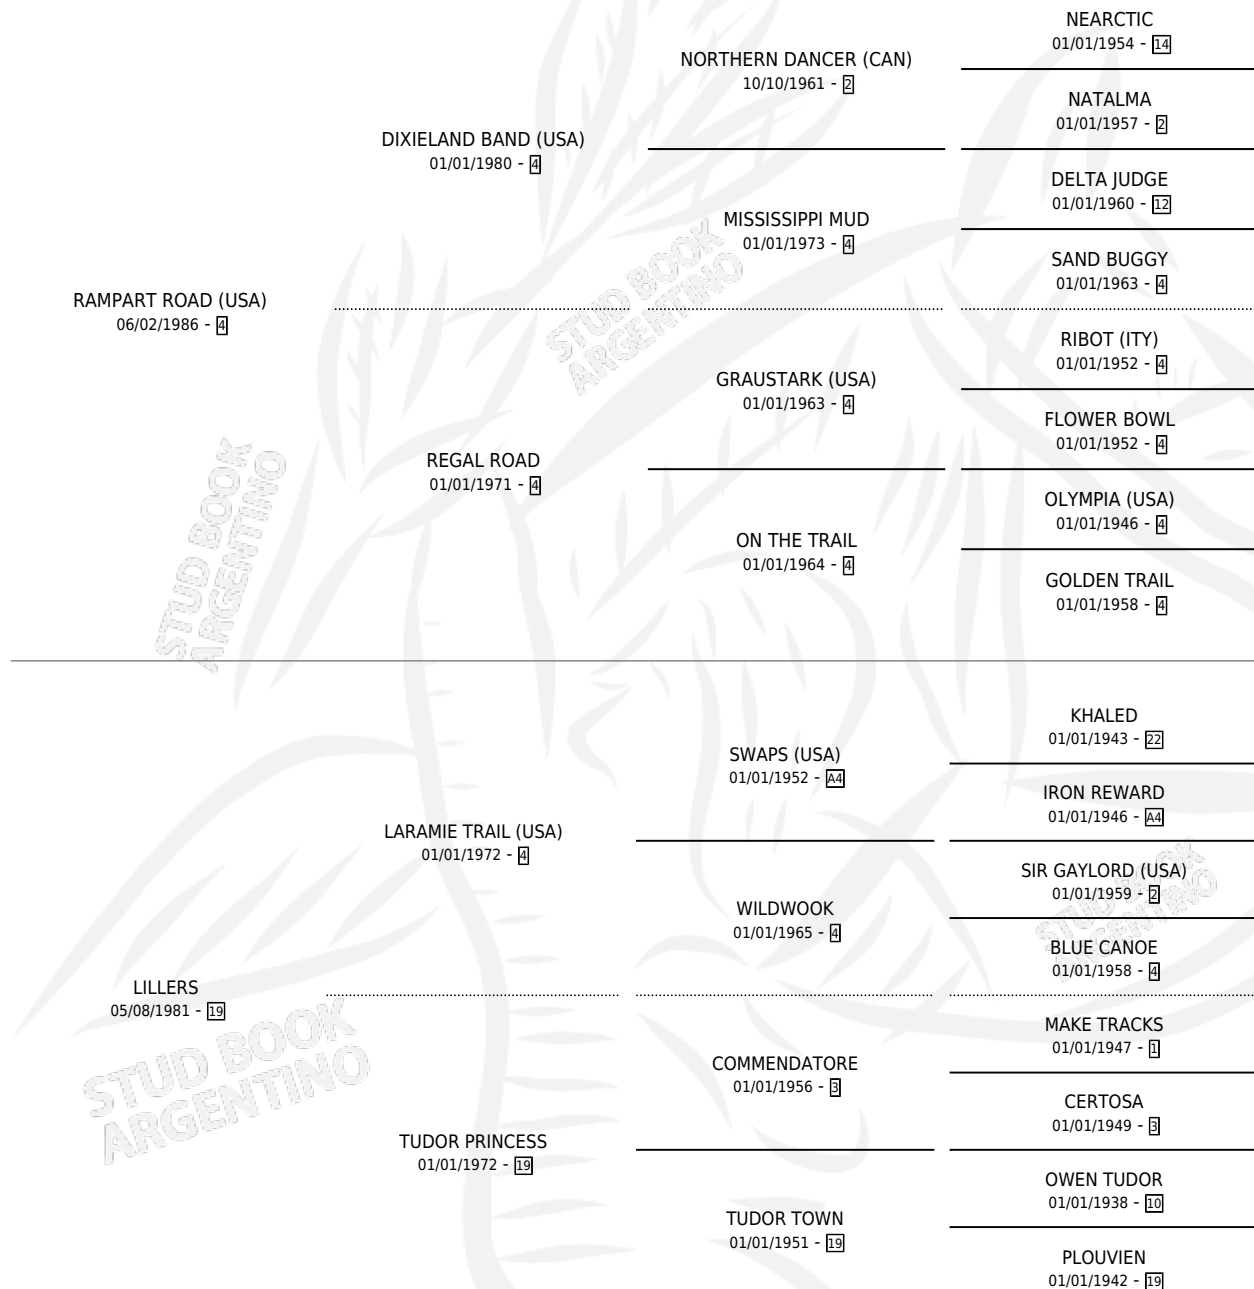 NEARCTIC
01/01/1954 - 14
NORTHERN DANCER (CAN)
10/10/1961 - 2
NATALMA
01/01/1957 - 2
DIXIELAND BAND (USA)
01/01/1980 - 4
DELTA JUDGE
01/01/1960 - 12
MISSISSIPPI MUD
01/01/1973 - 4
SAND BUGGY
01/01/1963 - 4
RAMPART ROAD (USA)
06/02/1986 - 4
STUD BOOK
ARGENTINO
RIBOT (ITY)
01/01/1952 - 4
GRAUSTARK (USA)
01/01/1963 - 4
FLOWER BOWL
01/01/1952 - 4
REGAL ROAD
01/01/1971 - 4
OLYMPIA (USA)
01/01/1946 - 4
ON THE TRAIL
01/01/1964 - 4
GOLDEN TRAIL
01/01/1958 - 4
STUD BOOK
ARGENTINO
KHALED
01/01/1943 - 22
SWAPS (USA)
01/01/1952 - A4
IRON REWARD
01/01/1946 - A4
LARAMIE TRAIL (USA)
01/01/1972 - 4
SIR GAYLORD (USA)
01/01/1959 - 2
WILDWOOK
01/01/1965 - 4
BLUE CANOE
01/01/1958 - 4
STUD BOOK
ARGENTINO
LILLERS
05/08/1981 - 19
MAKE TRACKS
01/01/1947 - 1
COMMENDATORE
01/01/1956 - 3
CERTOSA
01/01/1949 - 3
STUD BOOK
ARGENTINO
TUDOR PRINCESS
01/01/1972 - 19
OWEN TUDOR
01/01/1938 - 10
TUDOR TOWN
01/01/1951 - 19
PLOUVIEN
01/01/1942 - 19